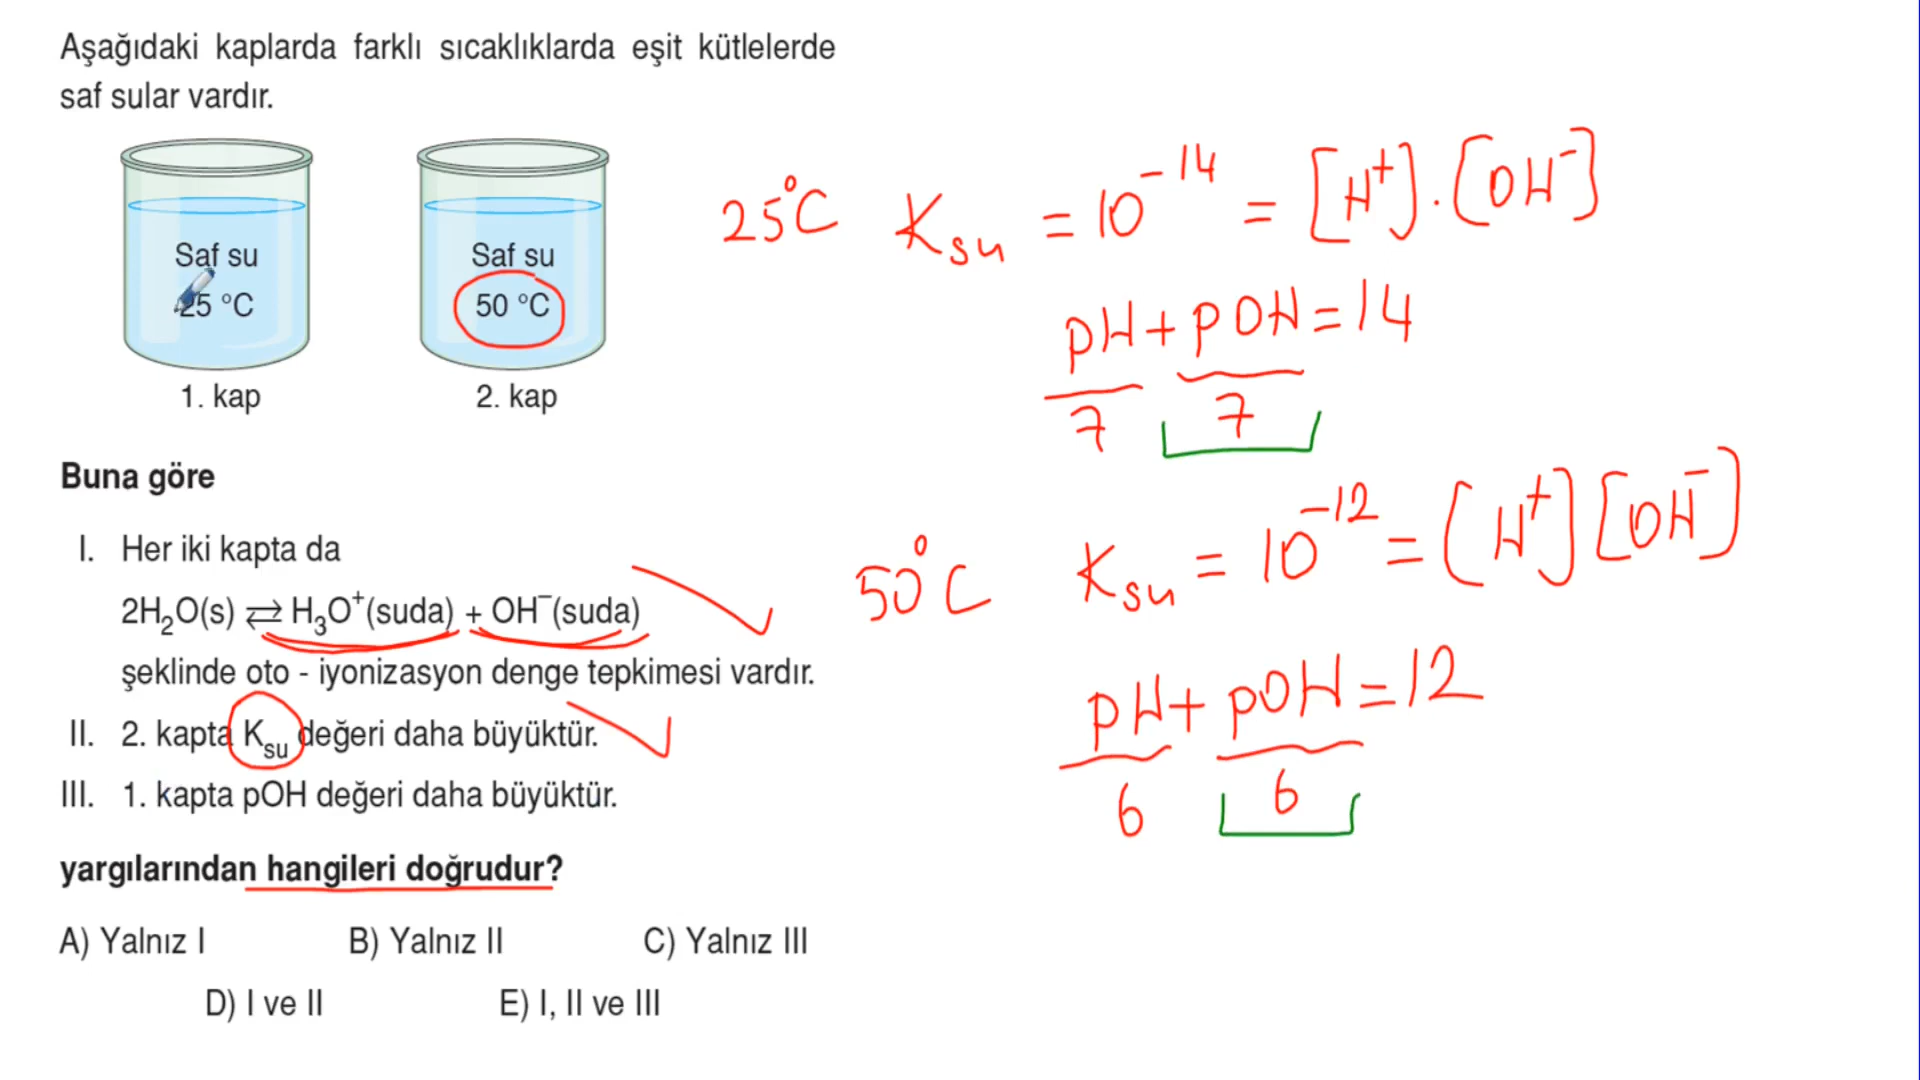 Aşağıdaki kaplarda farklı sıcaklıklarda eşit kütlelerde
saf sular vardır.
Saf su
25 °C
1. kap
Saf su
50 °C
2. kap
Buna göre
I. Her iki kapta da
2H₂O(s) ⇄ H₃O⁺(suda) + OH⁻(suda)
şeklinde oto - iyonizasyon denge tepkimesi vardır.
II. 2. kapta Kₛᵤ değeri daha büyüktür.
III. 1. kapta pOH değeri daha büyüktür.
yargılarından hangileri doğrudur?
A) Yalnız I B) Yalnız II C) Yalnız III
D) I ve II E) I, II ve III
25°C Kₛᵤ = 10⁻¹⁴ = [H⁺].[OH⁻]
pH + pOH = 14
7 7
50°C Kₛᵤ = 10⁻¹² = [H⁺][OH⁻]
pH + pOH = 12
6 6